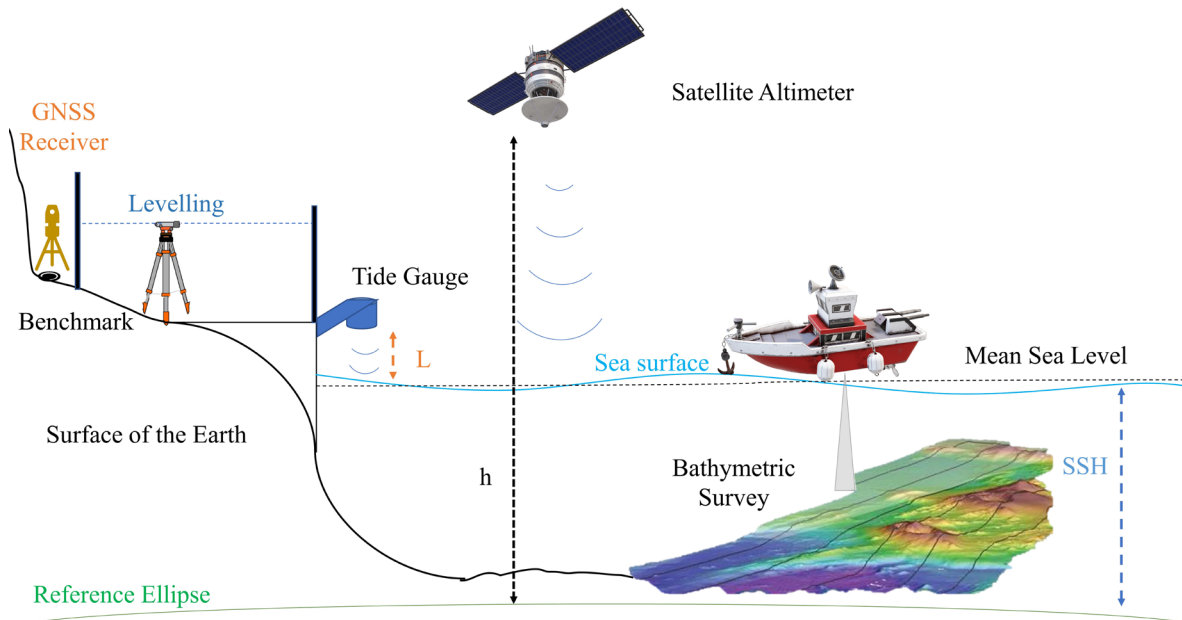 Satellite Altimeter
GNSS
Receiver
Levelling
Tide Gauge
Benchmark
L
Sea surface
Mean Sea Level
Surface of the Earth
h
Bathymetric
Survey
SSH
Reference Ellipse